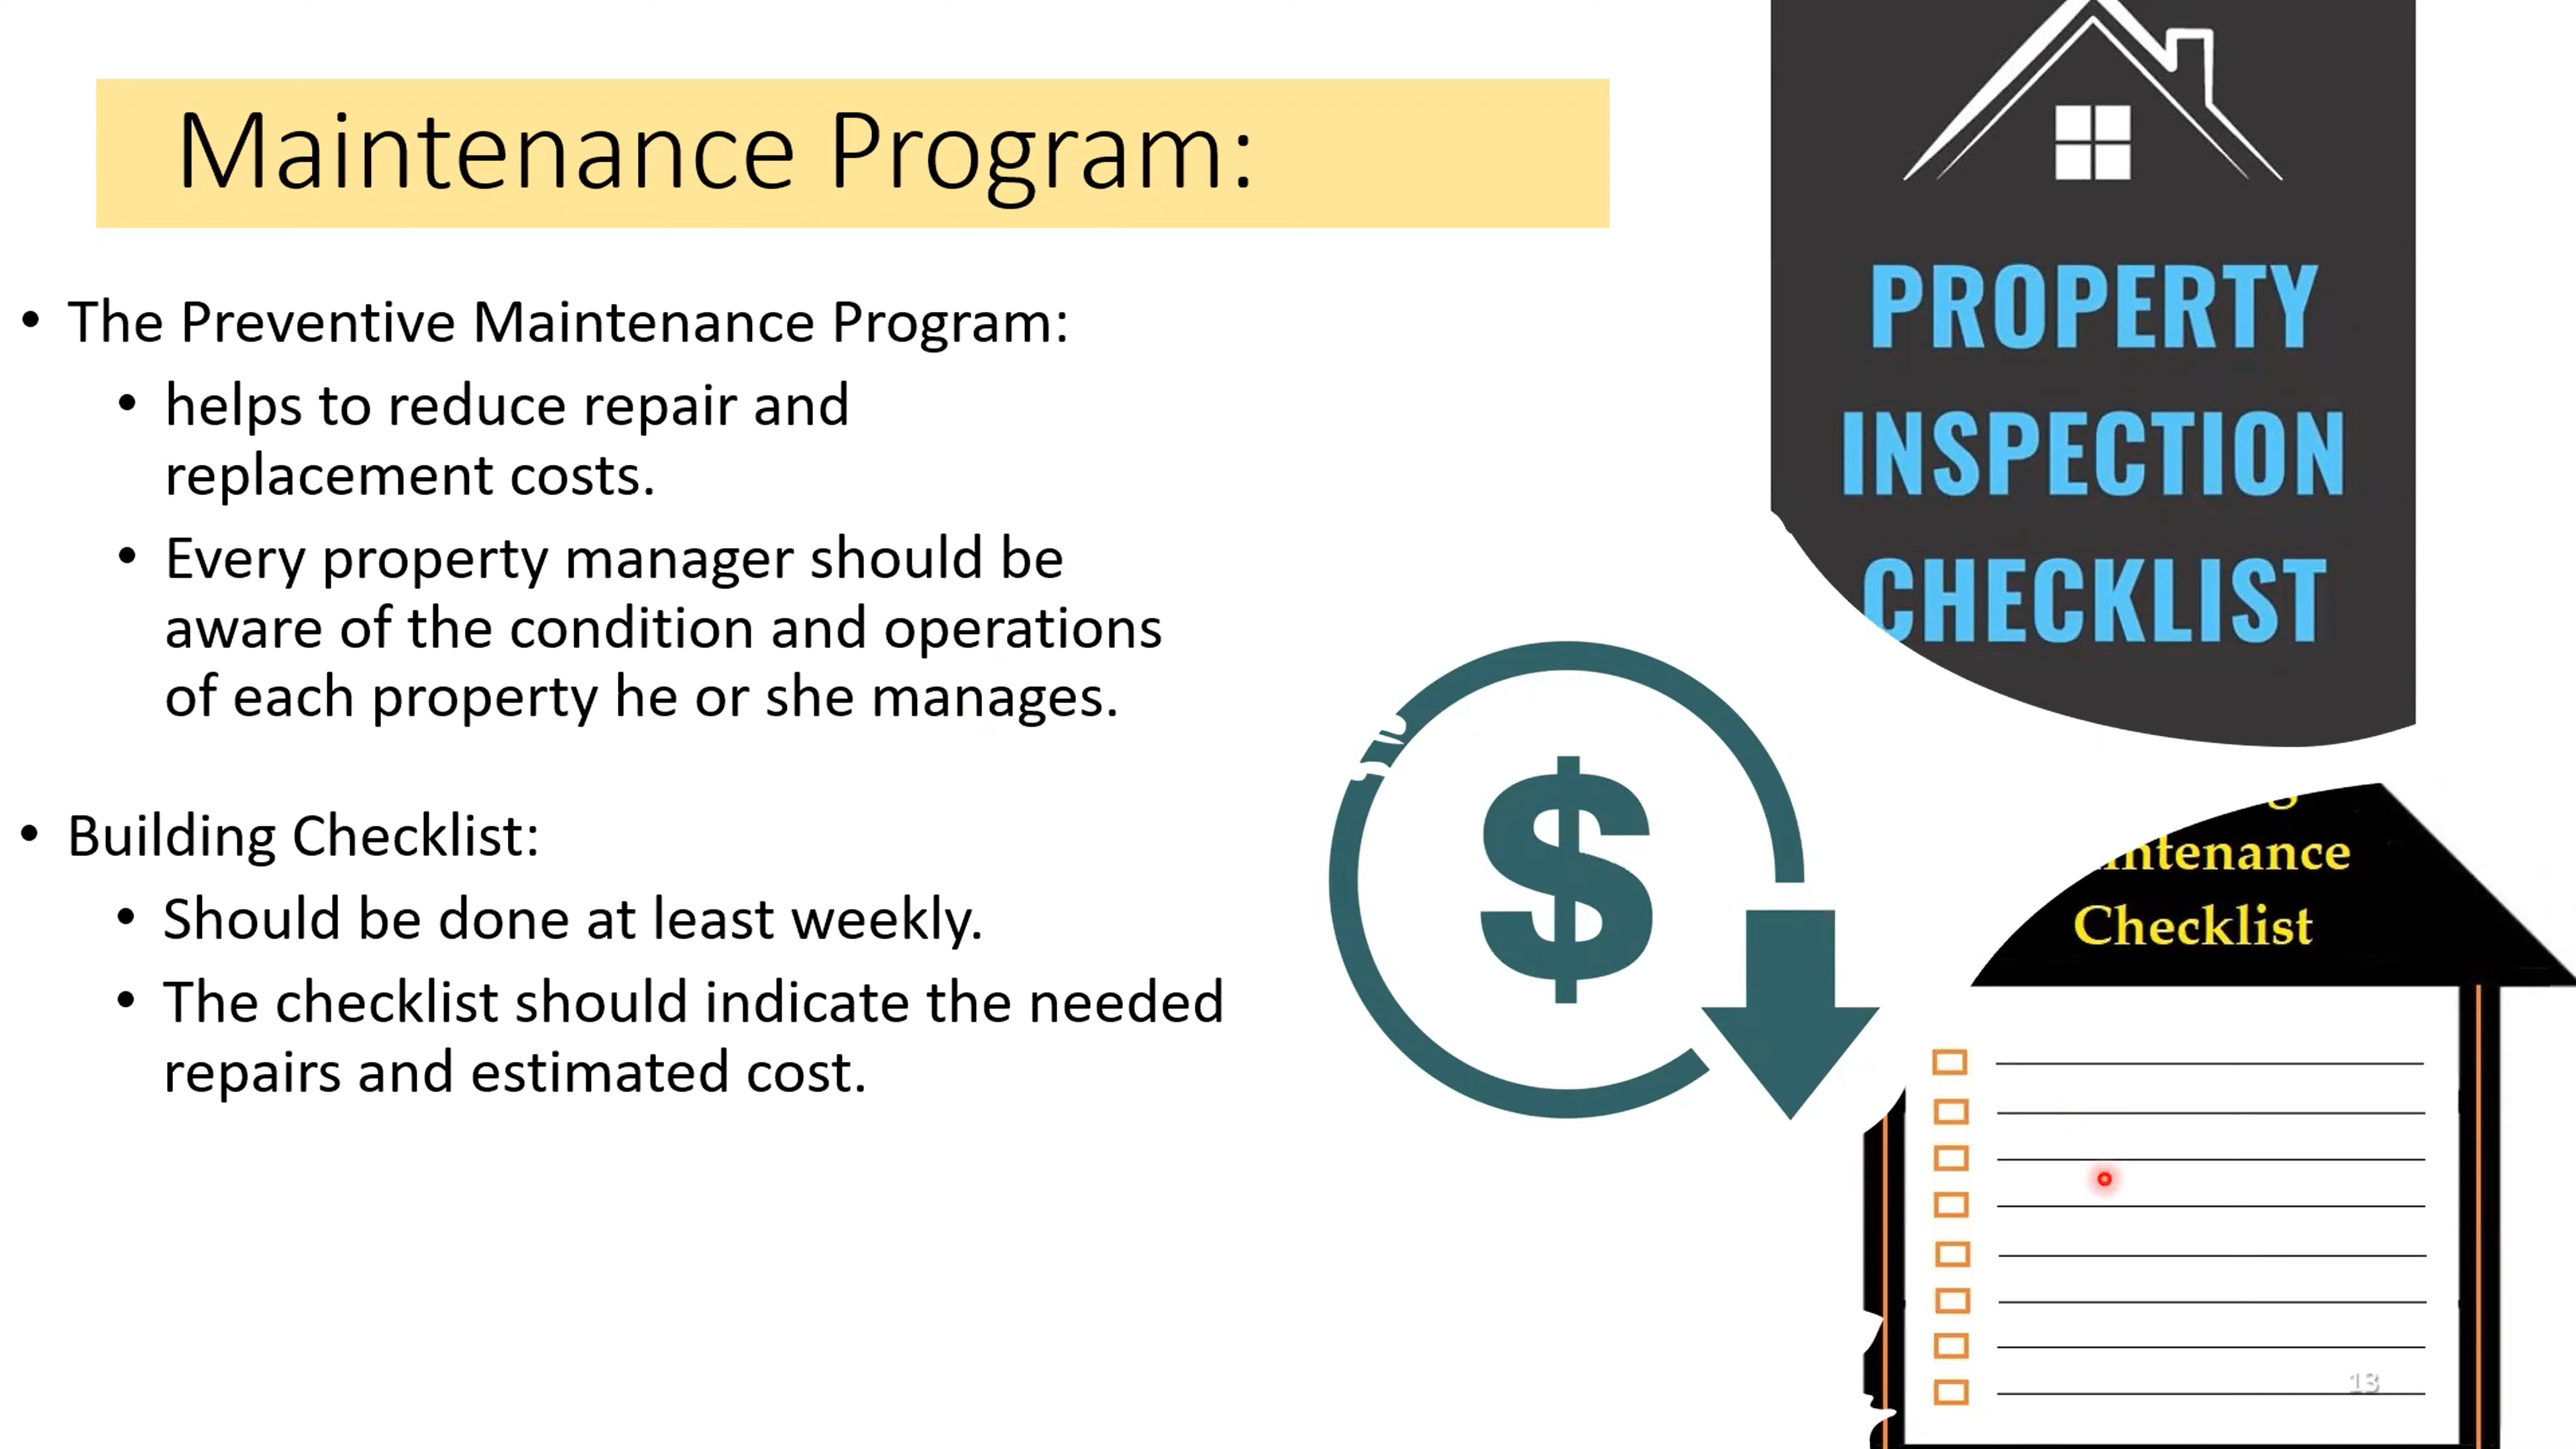 Maintenance Program:
• The Preventive Maintenance Program:
• helps to reduce repair and
replacement costs.
• Every property manager should be
aware of the condition and operations
of each property he or she manages.
• Building Checklist:
• Should be done at least weekly.
• The checklist should indicate the needed
repairs and estimated cost.
PROPERTY
INSPECTION
CHECKLIST
$
ntenance
Checklist
13